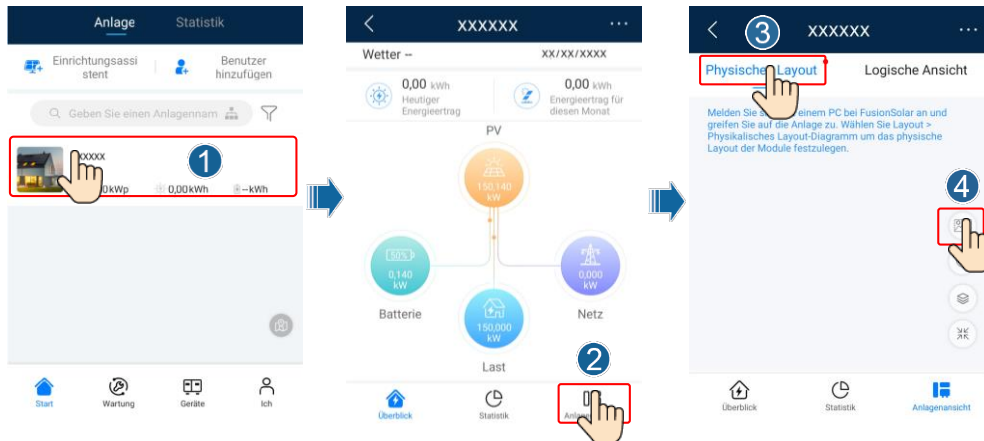 Anlage Statistik
Einrichtungsassi
stent
Benutzer
hinzufügen
Geben Sie einen Anlagennam
xxxxx
1
0kWp 0,00kWh --kWh
Start Wartung Geräte Ich
xxxxxx
Wetter -- xx/xx/xxxx
0,00 kWh
Heutiger
Energieertrag
0,00 kWh
Energieertrag für
diesen Monat
PV
150,140
kW
50%
0,140
kW
0,000
kW
Batterie
Netz
150,000
kW
Last
2
Überblick Statistik
xxxxxx
3
Physisches Layout Logische Ansicht
Melden Sie einem PC bei FusionSolar an und
greifen Sie auf die Anlage zu. Wählen Sie Layout >
Physikalisches Layout-Diagramm um das physische
Layout der Module festzulegen.
4
Überblick Statistik Anlagenansicht